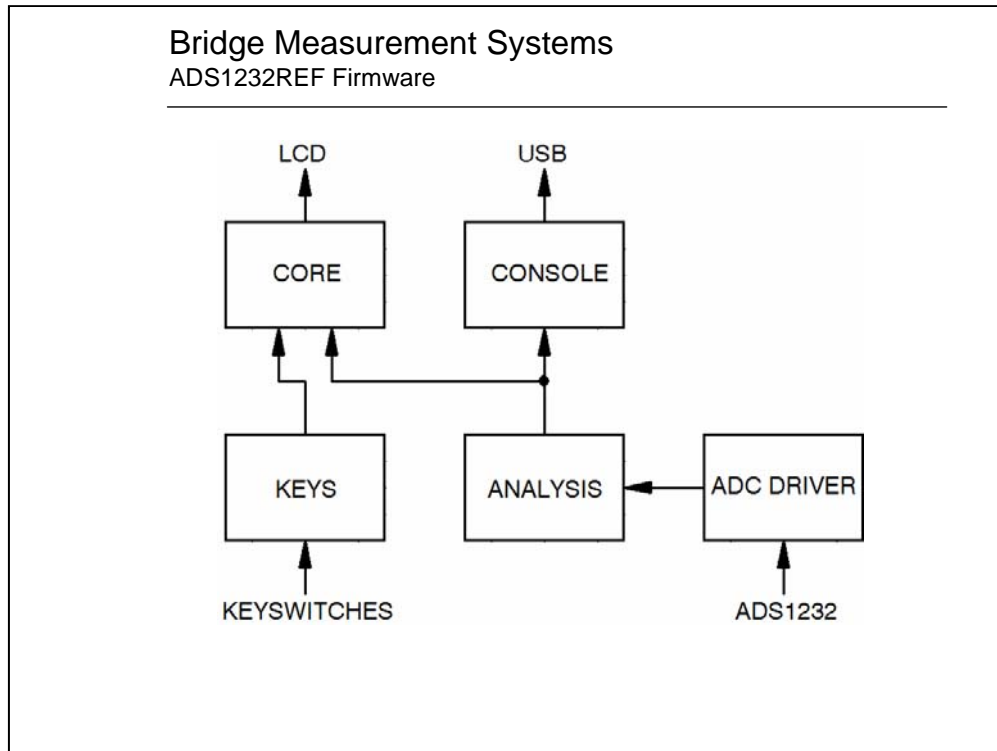 Bridge Measurement Systems
ADS1232REF Firmware
LCD
USB
CORE
CONSOLE
KEYS
ANALYSIS
ADC DRIVER
KEYSWITCHES
ADS1232